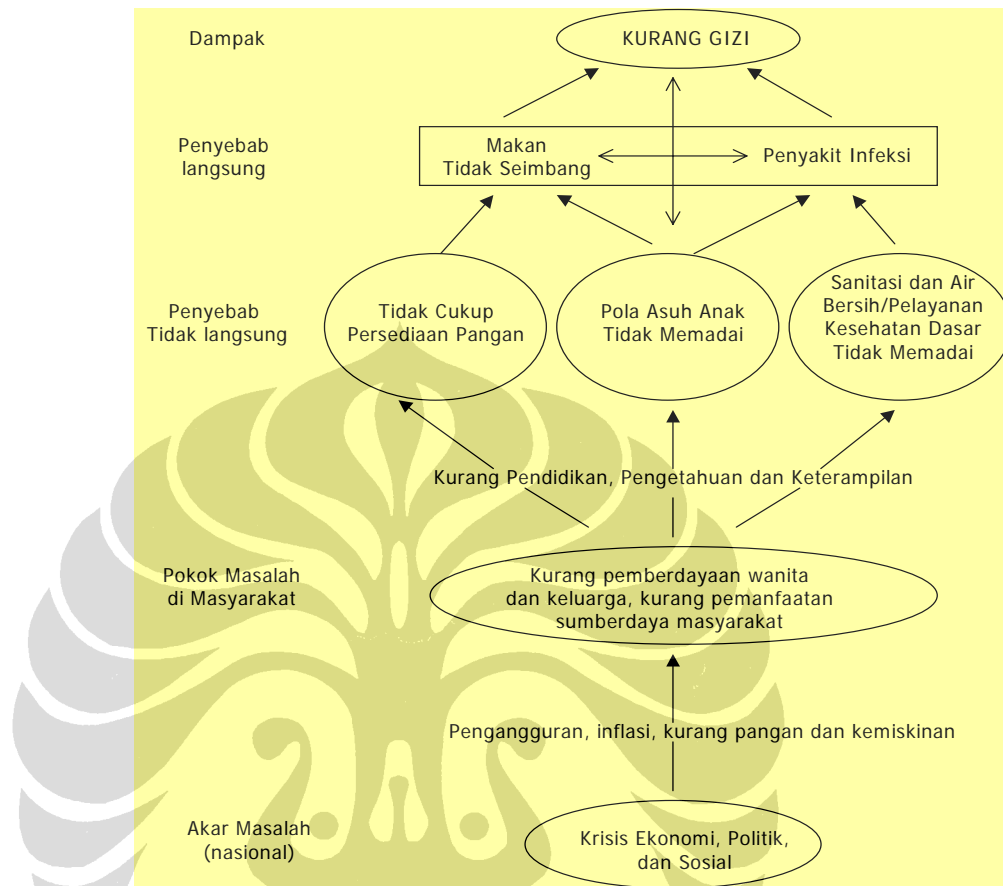 Dampak
KURANG GIZI
Penyebab
langsung
Makan
Tidak Seimbang
Penyakit Infeksi
Penyebab
Tidak langsung
Tidak Cukup
Persediaan Pangan
Pola Asuh Anak
Tidak Memadai
Sanitasi dan Air
Bersih/Pelayanan
Kesehatan Dasar
Tidak Memadai
Kurang Pendidikan, Pengetahuan dan Keterampilan
Pokok Masalah
di Masyarakat
Kurang pemberdayaan wanita
dan keluarga, kurang pemanfaatan
sumberdaya masyarakat
Pengangguran, inflasi, kurang pangan dan kemiskinan
Akar Masalah
(nasional)
Krisis Ekonomi, Politik,
dan Sosial